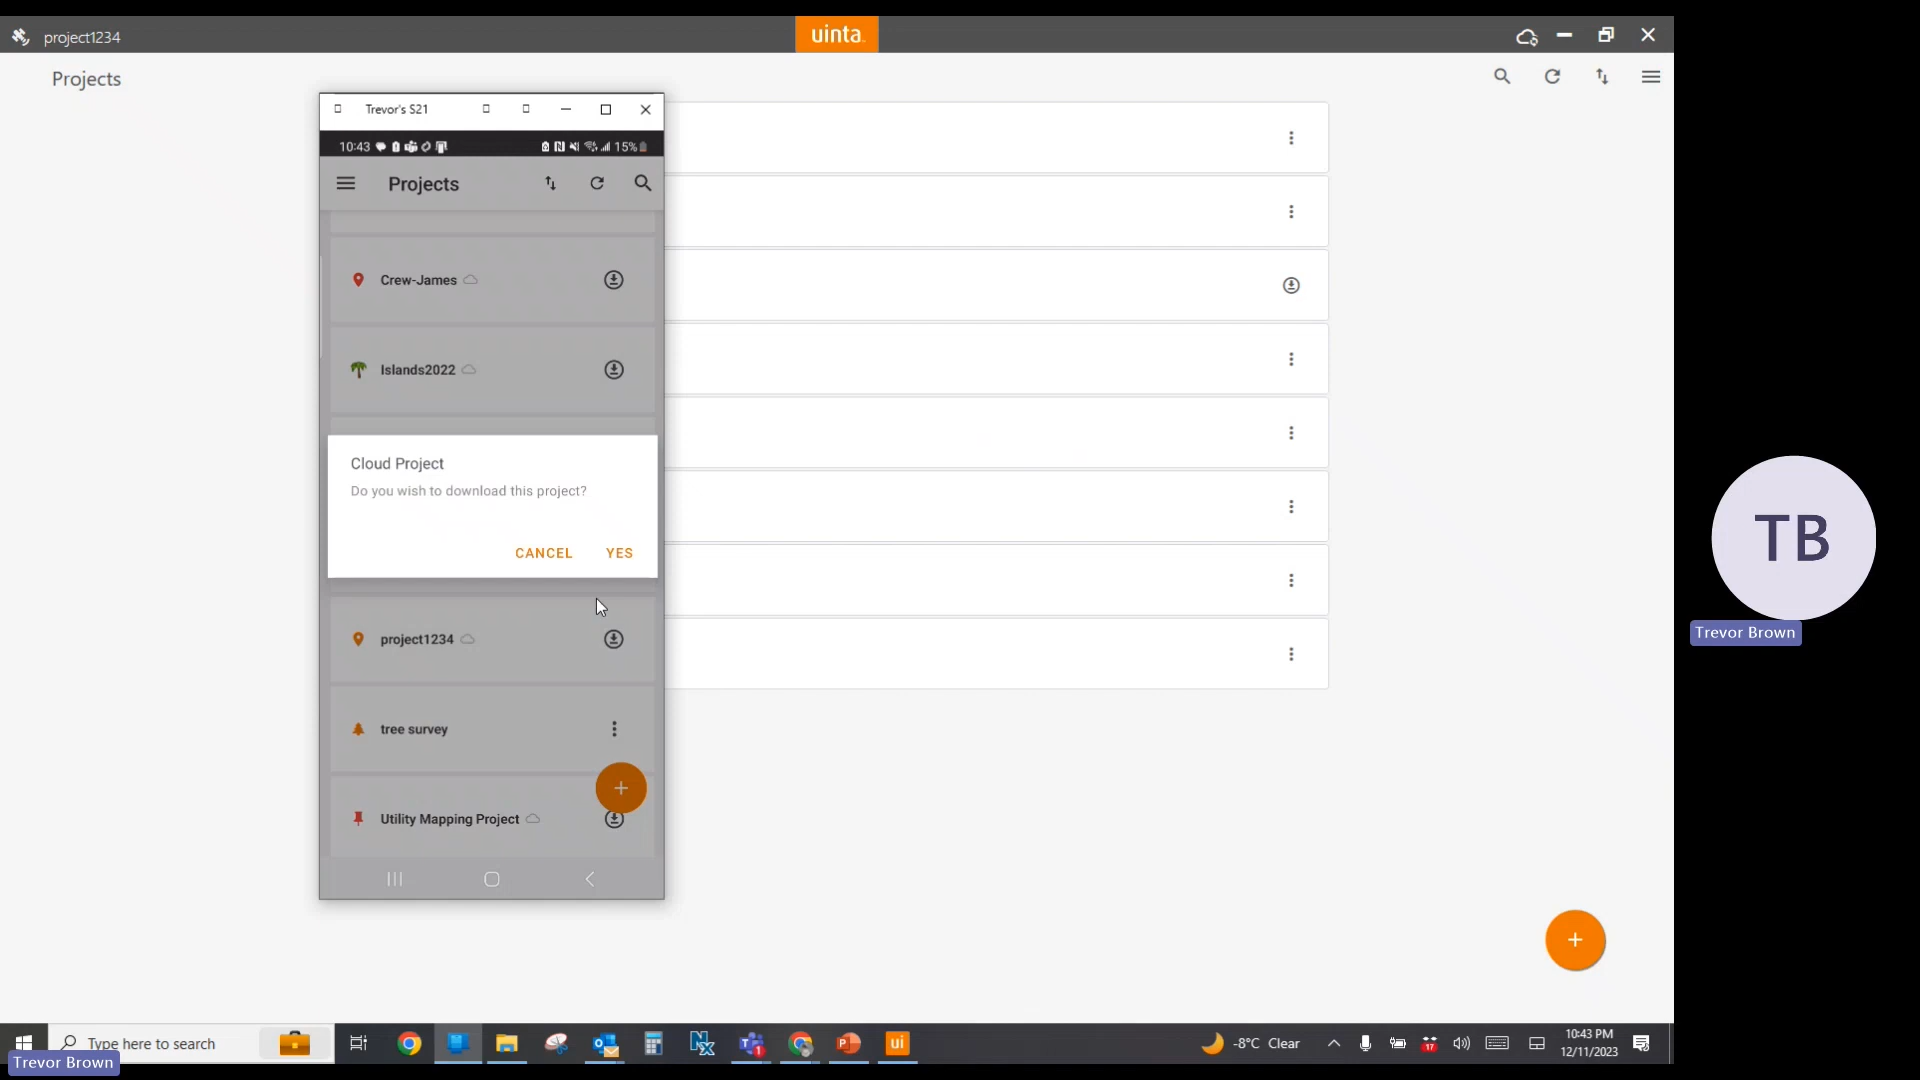 project1234
uinta
Projects
Trevor's S21
10:43
15%
Projects
Crew-James
Islands2022
Cloud Project
Do you wish to download this project?
CANCEL YES
project1234
tree survey
+
Utility Mapping Project
+
TB
Trevor Brown
Type here to search
ui
-8°C Clear
17
10:43 PM
12/11/2023
Trevor Brown